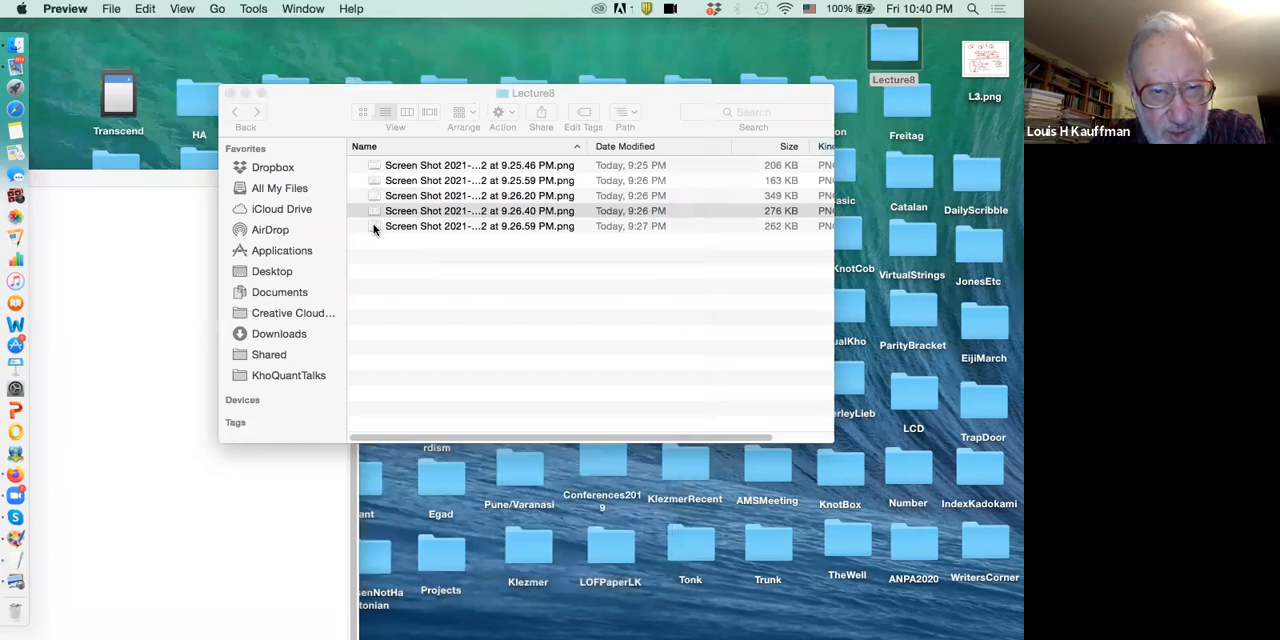 Preview File Edit View Go Tools Window Help 100% Fri 10:40 PM
Lecture8
L3.png
Louis H Kauffman
Transcend
HA
Lecture8
Back View Arrange Action Share Edit Tags Path Search
Search
Freitag
Favorites
Name Date Modified Size
Dropbox
All My Files
iCloud Drive
AirDrop
Applications
Desktop
Documents
Creative Cloud...
Downloads
Shared
KhoQuantTalks
Devices
Tags
Screen Shot 2021-...2 at 9.25.46 PM.png Today, 9:25 PM 206 KB
Screen Shot 2021-...2 at 9.25.59 PM.png Today, 9:26 PM 163 KB
Screen Shot 2021-...2 at 9.26.20 PM.png Today, 9:26 PM 349 KB
Screen Shot 2021-...2 at 9.26.40 PM.png Today, 9:26 PM 276 KB
Screen Shot 2021-...2 at 9.26.59 PM.png Today, 9:27 PM 262 KB
Catalan
DailyScribble
VirtualStrings
JonesEtc
ParityBracket
EijiMarch
LCD
TrapDoor
rdism
Egad
Pune/Varanasi
Conferences201
9
KlezmerRecent
AMSMeeting
KnotBox
Number
IndexKadokami
Projects
Klezmer
LOFPaperLK
Tonk
Trunk
TheWell
ANPA2020
WritersCorner